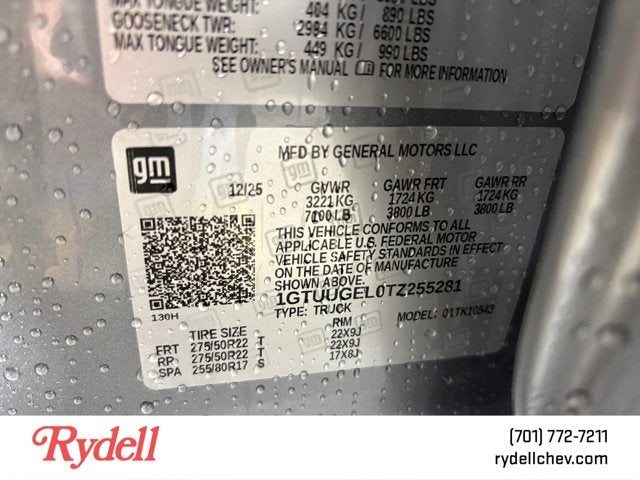 404 KG/ 890 LBS
GOOSENECK TWR: 2994 KG/ 6600 LBS
MAX TONGUE WEIGHT: 449 KG/ 990 LBS
SEE OWNER'S MANUAL FOR MORE INFORMATION
gm
MFD BY GENERAL MOTORS LLC
12/25 GVWR GAWR FRT GAWR RR
3221 KG 1724 KG 1724 KG
7100 LB 3800 LB 3800 LB
THIS VEHICLE CONFORMS TO ALL
APPLICABLE U.S. FEDERAL MOTOR
VEHICLE SAFETY STANDARDS IN EFFECT
ON THE DATE OF MANUFACTURE
SHOWN ABOVE.
1GTUUGEL0TZ255281
130H
TYPE: TRUCK MODEL: 01TK10543
TIRE SIZE RIM
FRT 275/50R22 T 22X9J
RP 275/50R22 T 22X9J
SPA 255/80R17 S 17X8J
Rydell
(701) 772-7211
rydellchev.com